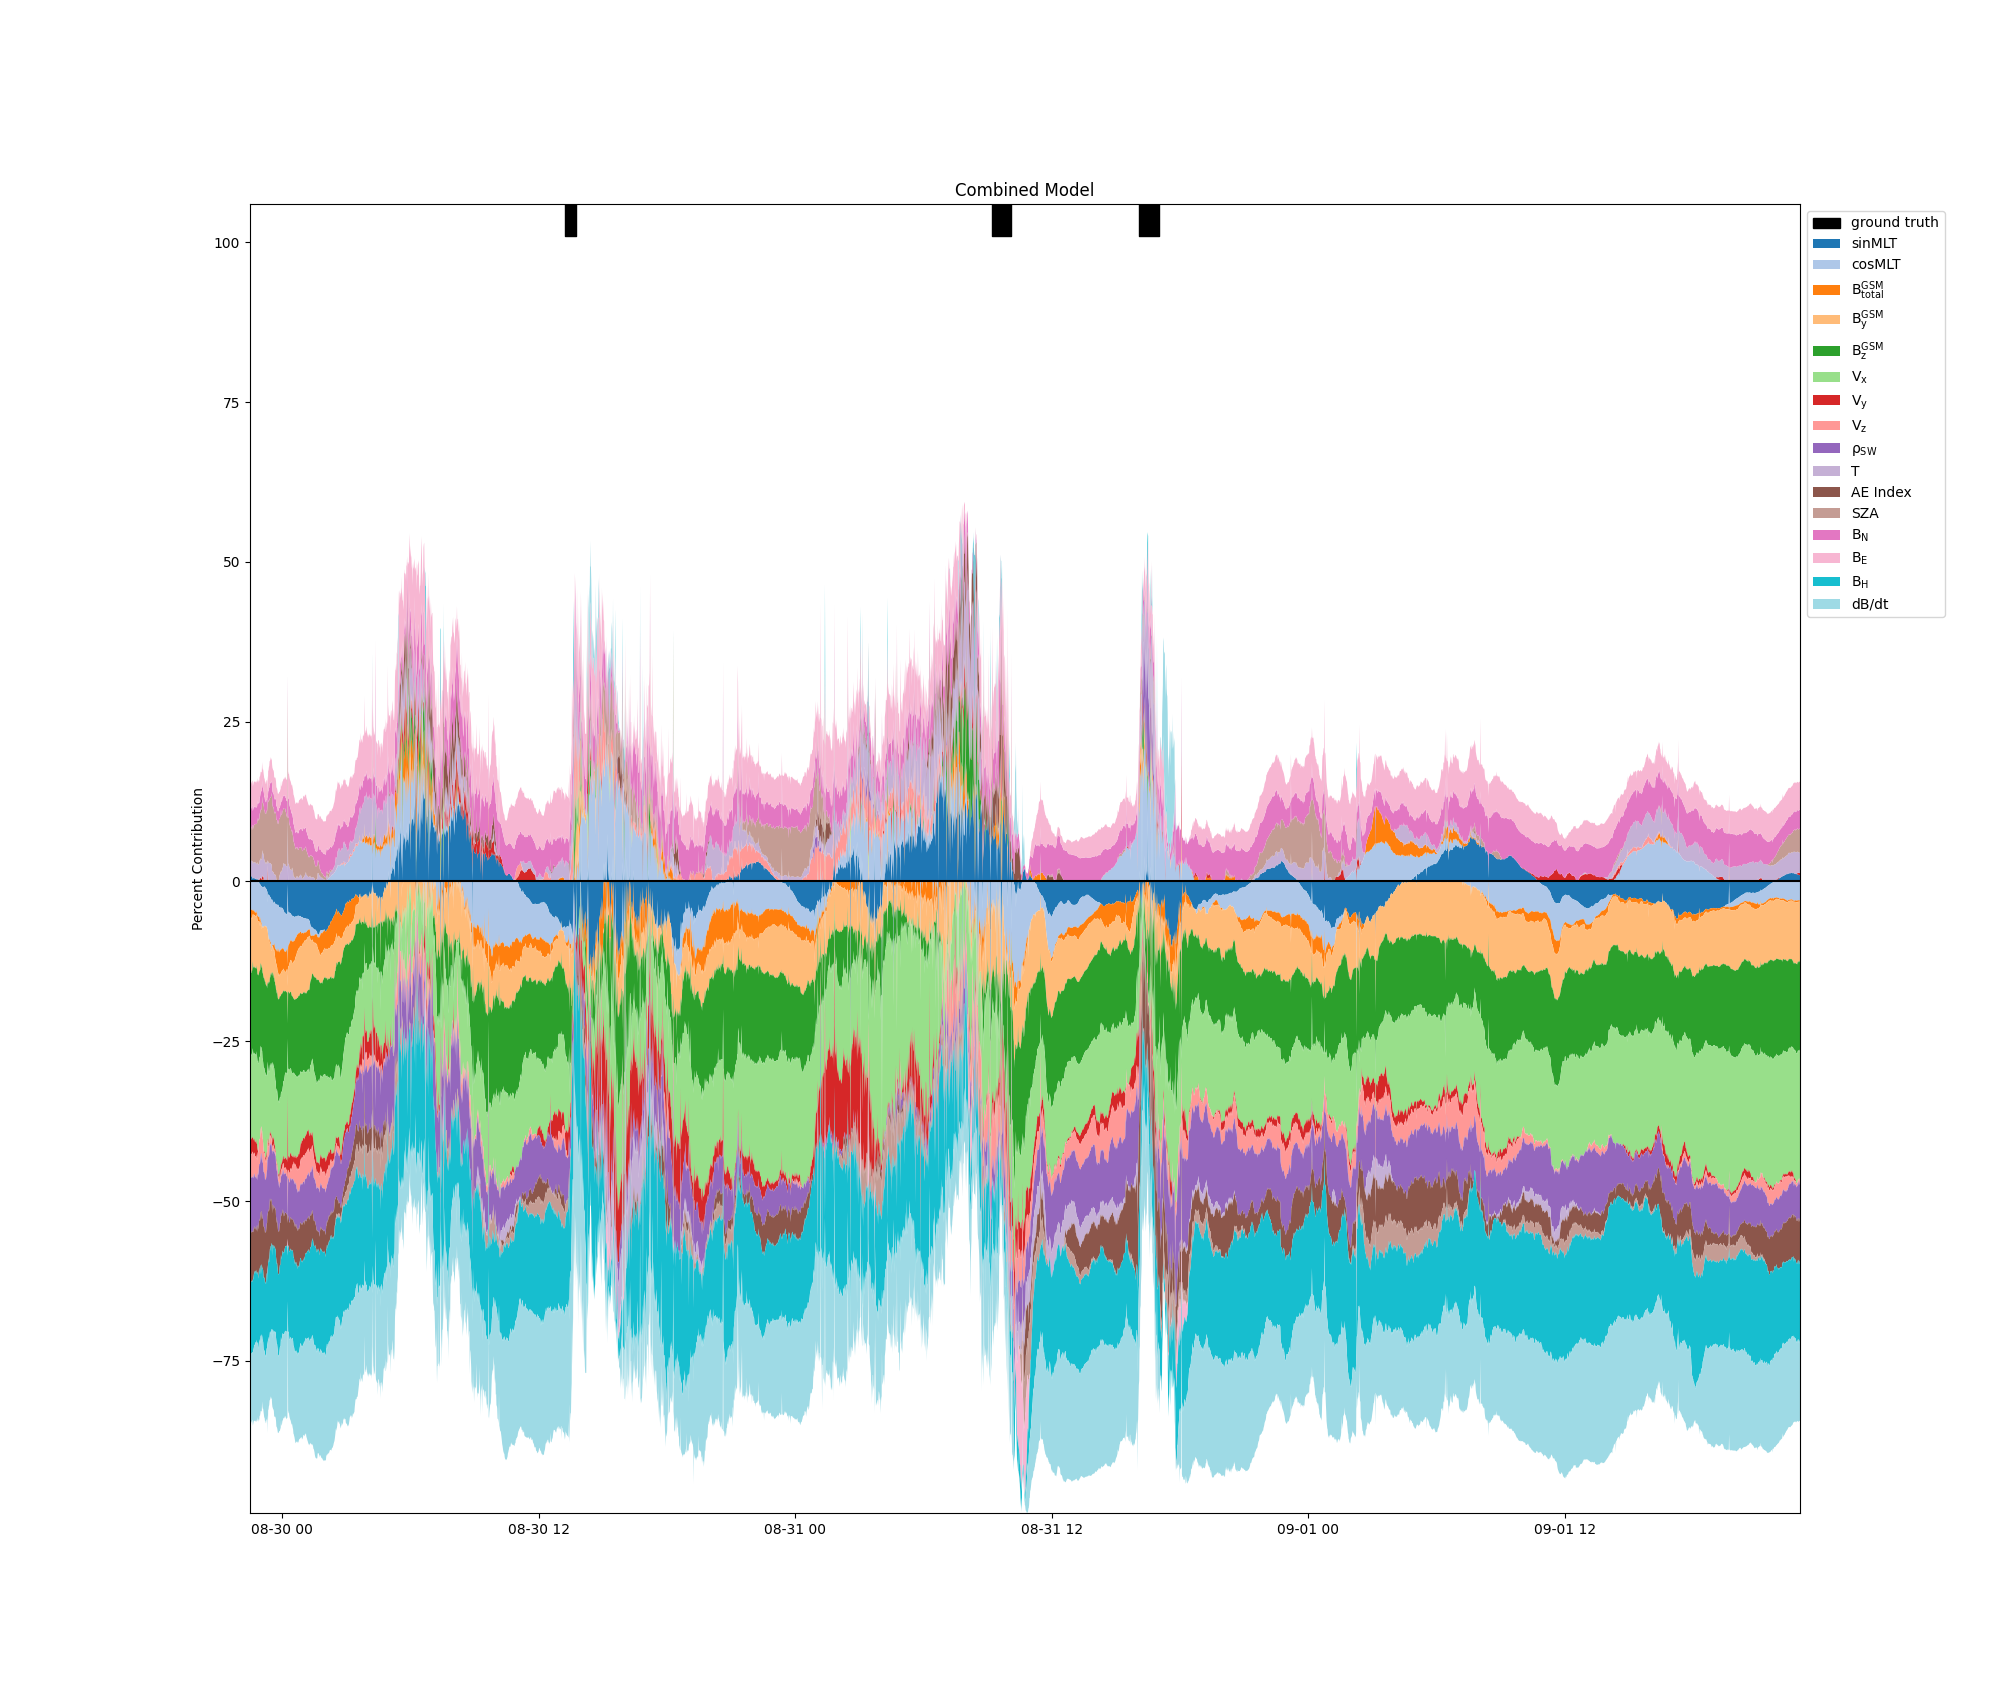 Combined Model
Percent Contribution
100
75
50
25
0
−25
−50
−75
08-30 00
08-30 12
08-31 00
08-31 12
09-01 00
09-01 12
ground truth
sinMLT
cosMLT
B_total^GSM
B_y^GSM
B_z^GSM
V_x
V_y
V_z
ρ_SW
T
AE Index
SZA
B_N
B_E
B_H
dB/dt